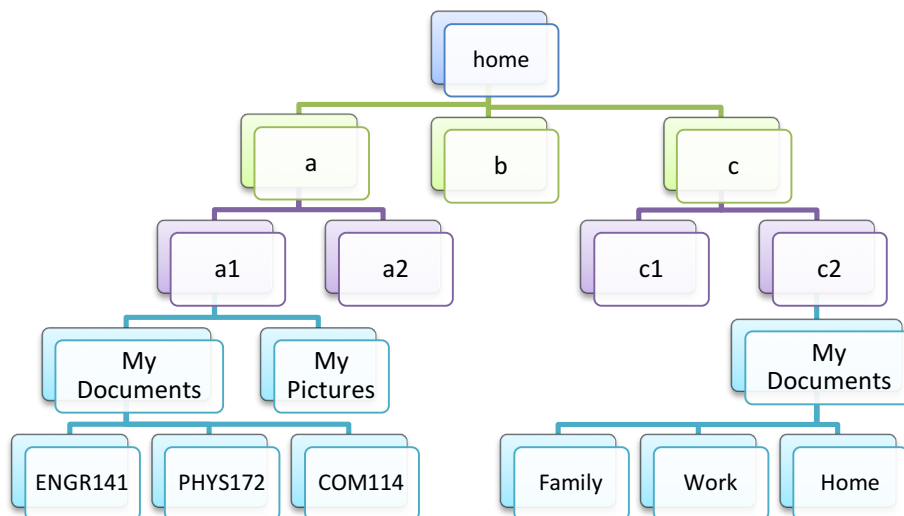 home
a
b
c
a1
a2
c1
c2
My
Documents
My
Pictures
My
Documents
ENGR141
PHYS172
COM114
Family
Work
Home